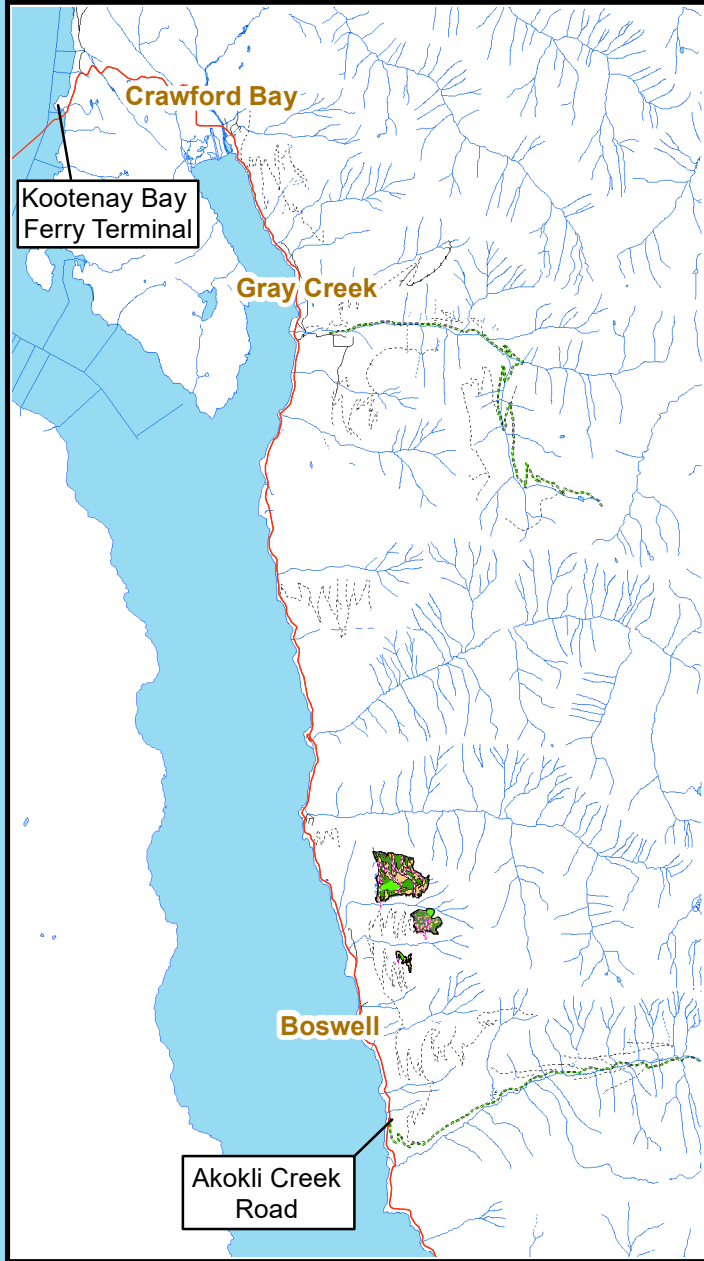 Crawford Bay
Kootenay Bay
Ferry Terminal
Gray Creek
Boswell
Akokli Creek
Road